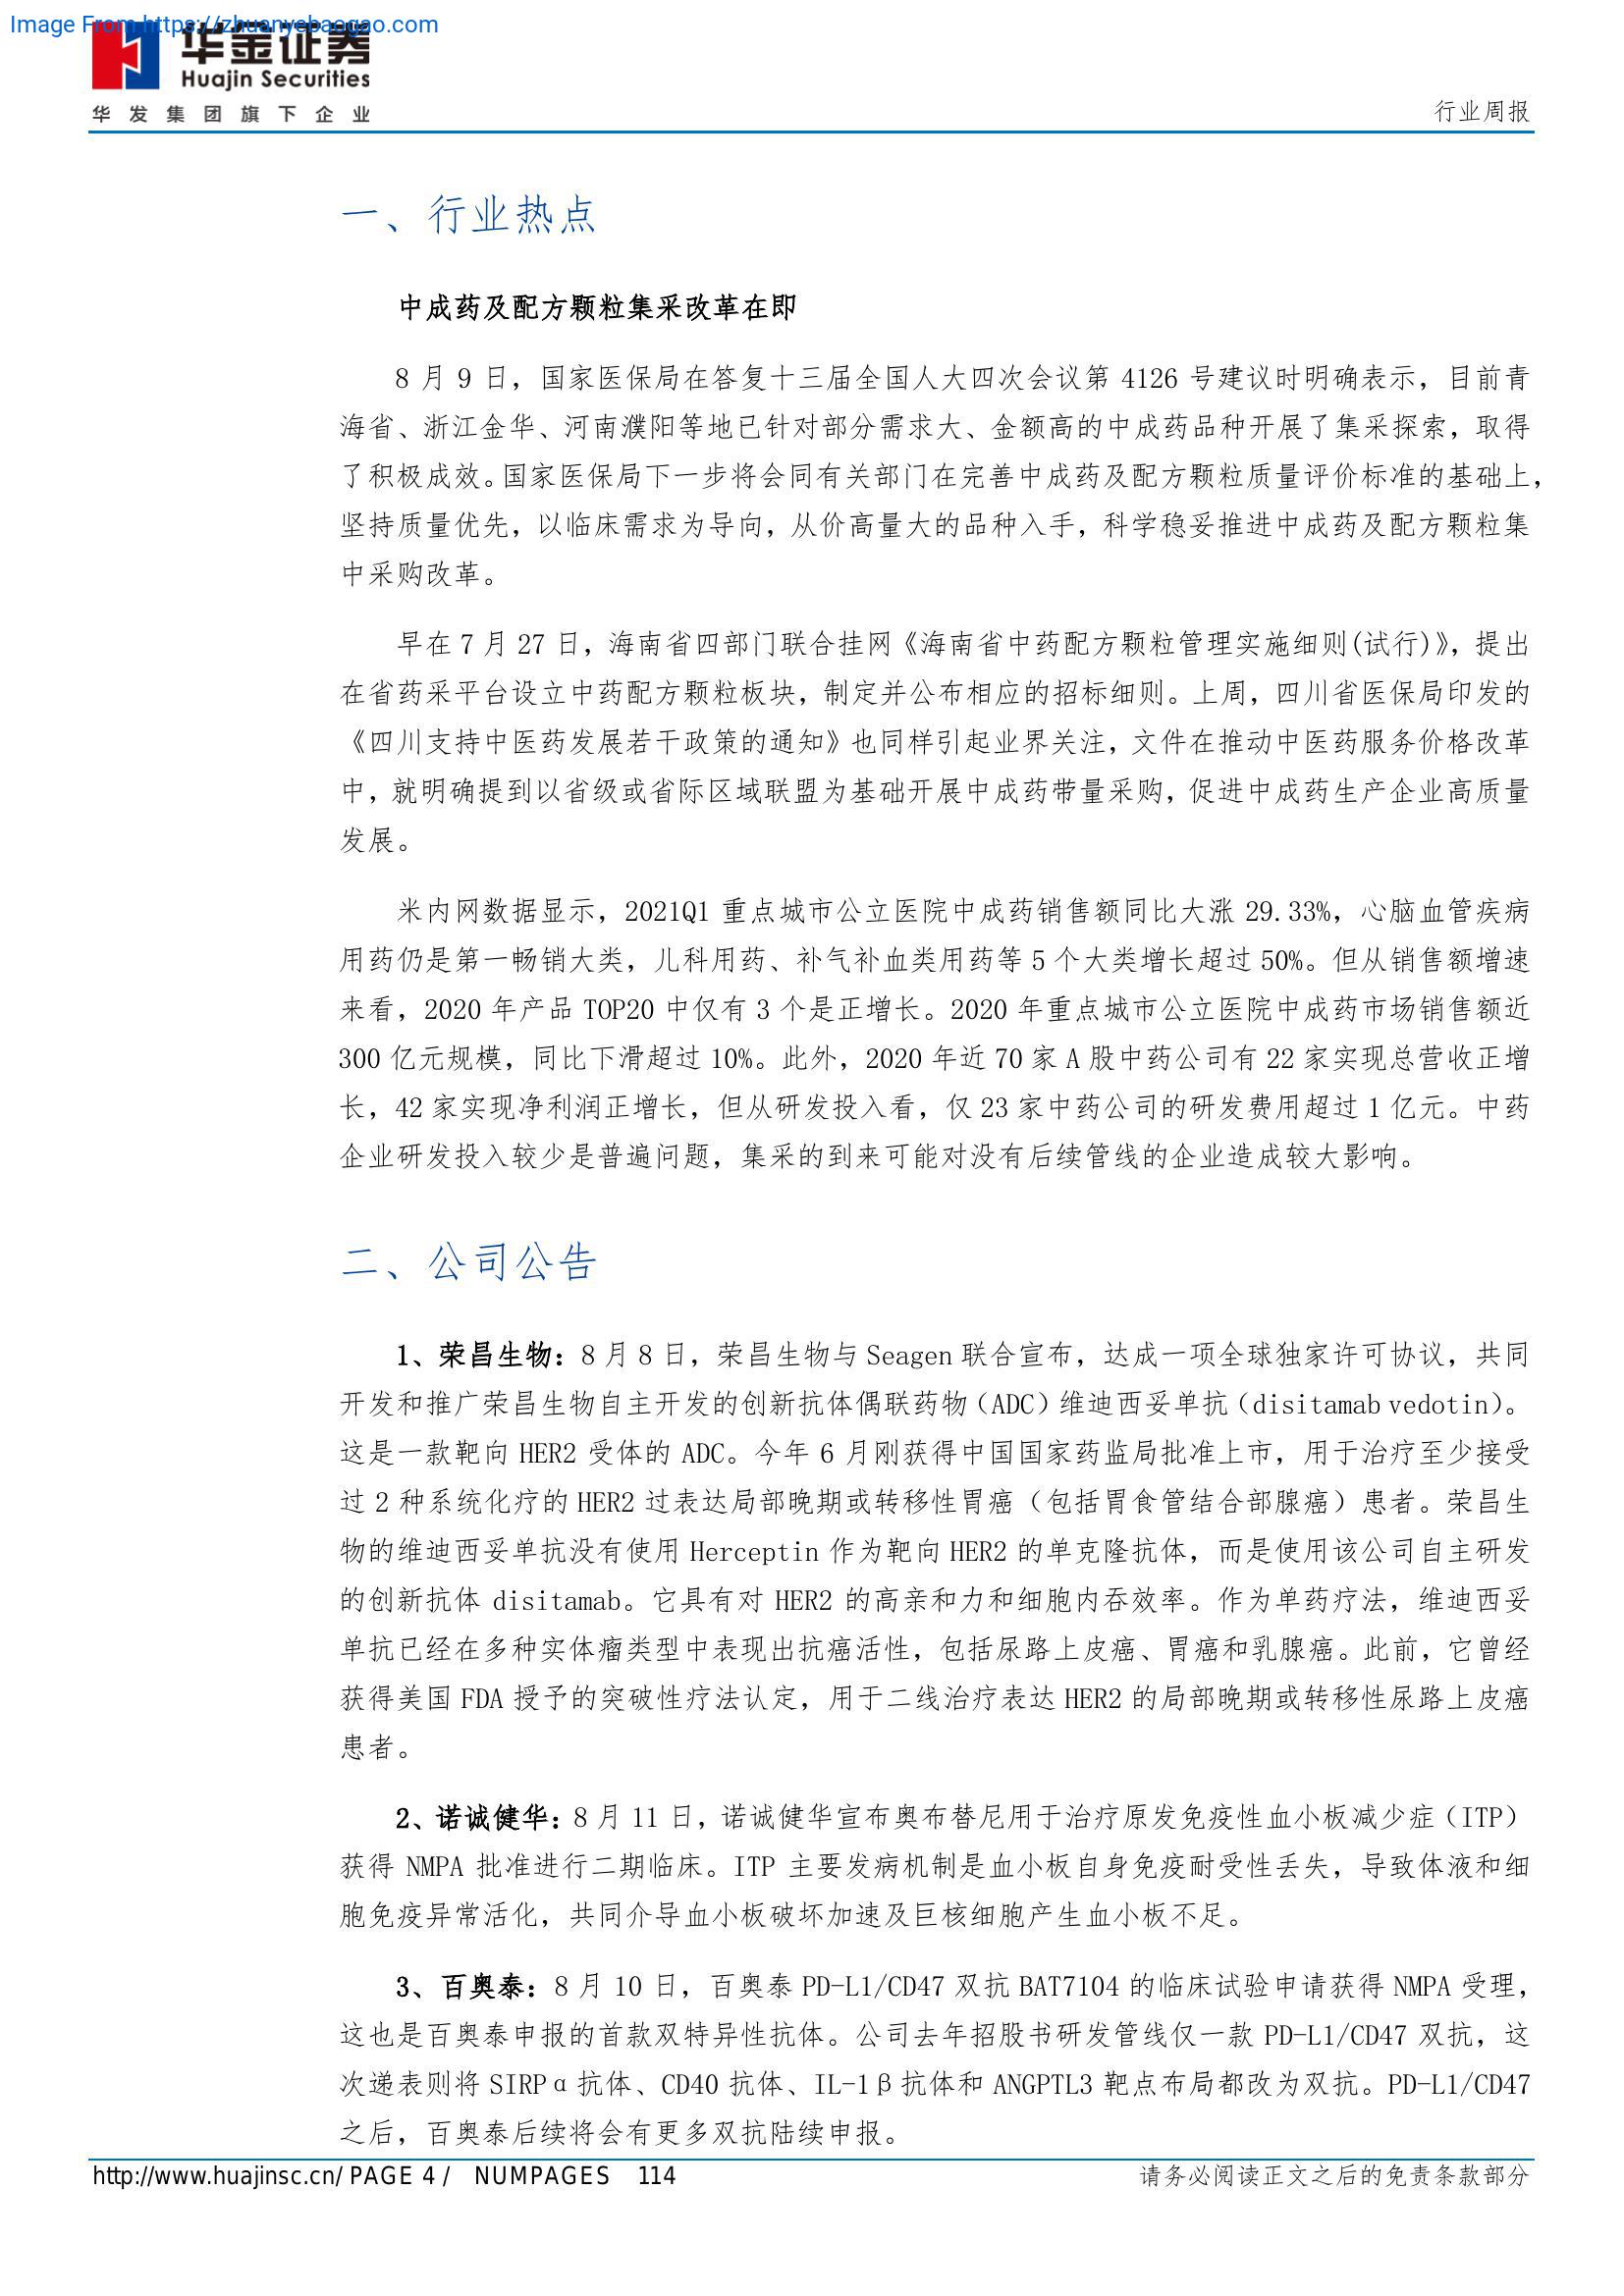 Image From https://zhuanyebaogao.com
华金证券
Huajin Securities
华发集团旗下企业
行业周报
一、行业热点
中成药及配方颗粒集采改革在即
8 月 9 日，国家医保局在答复十三届全国人大四次会议第 4126 号建议时明确表示，目前青
海省、浙江金华、河南濮阳等地已针对部分需求大、金额高的中成药品种开展了集采探索，取得
了积极成效。国家医保局下一步将会同有关部门在完善中成药及配方颗粒质量评价标准的基础上，
坚持质量优先，以临床需求为导向，从价高量大的品种入手，科学稳妥推进中成药及配方颗粒集
中采购改革。
早在 7 月 27 日，海南省四部门联合挂网《海南省中药配方颗粒管理实施细则(试行)》，提出
在省药采平台设立中药配方颗粒板块，制定并公布相应的招标细则。上周，四川省医保局印发的
《四川支持中医药发展若干政策的通知》也同样引起业界关注，文件在推动中医药服务价格改革
中，就明确提到以省级或省际区域联盟为基础开展中成药带量采购，促进中成药生产企业高质量
发展。
米内网数据显示，2021Q1 重点城市公立医院中成药销售额同比大涨 29.33%，心脑血管疾病
用药仍是第一畅销大类，儿科用药、补气补血类用药等 5 个大类增长超过 50%。但从销售额增速
来看，2020 年产品 TOP20 中仅有 3 个是正增长。2020 年重点城市公立医院中成药市场销售额近
300 亿元规模，同比下滑超过 10%。此外，2020 年近 70 家 A 股中药公司有 22 家实现总营收正增
长，42 家实现净利润正增长，但从研发投入看，仅 23 家中药公司的研发费用超过 1 亿元。中药
企业研发投入较少是普遍问题，集采的到来可能对没有后续管线的企业造成较大影响。
二、公司公告
1、荣昌生物：8 月 8 日，荣昌生物与 Seagen 联合宣布，达成一项全球独家许可协议，共同
开发和推广荣昌生物自主开发的创新抗体偶联药物（ADC）维迪西妥单抗（disitamab vedotin）。
这是一款靶向 HER2 受体的 ADC。今年 6 月刚获得中国国家药监局批准上市，用于治疗至少接受
过 2 种系统化疗的 HER2 过表达局部晚期或转移性胃癌（包括胃食管结合部腺癌）患者。荣昌生
物的维迪西妥单抗没有使用 Herceptin 作为靶向 HER2 的单克隆抗体，而是使用该公司自主研发
的创新抗体 disitamab。它具有对 HER2 的高亲和力和细胞内吞效率。作为单药疗法，维迪西妥
单抗已经在多种实体瘤类型中表现出抗癌活性，包括尿路上皮癌、胃癌和乳腺癌。此前，它曾经
获得美国 FDA 授予的突破性疗法认定，用于二线治疗表达 HER2 的局部晚期或转移性尿路上皮癌
患者。
2、诺诚健华：8 月 11 日，诺诚健华宣布奥布替尼用于治疗原发免疫性血小板减少症（ITP）
获得 NMPA 批准进行二期临床。ITP 主要发病机制是血小板自身免疫耐受性丢失，导致体液和细
胞免疫异常活化，共同介导血小板破坏加速及巨核细胞产生血小板不足。
3、百奥泰：8 月 10 日，百奥泰 PD-L1/CD47 双抗 BAT7104 的临床试验申请获得 NMPA 受理，
这也是百奥泰申报的首款双特异性抗体。公司去年招股书研发管线仅一款 PD-L1/CD47 双抗，这
次递表则将 SIRPα抗体、CD40 抗体、IL-1β抗体和 ANGPTL3 靶点布局都改为双抗。PD-L1/CD47
之后，百奥泰后续将会有更多双抗陆续申报。
http://www.huajinsc.cn/ PAGE 4 / NUMPAGES 114
请务必阅读正文之后的免责条款部分